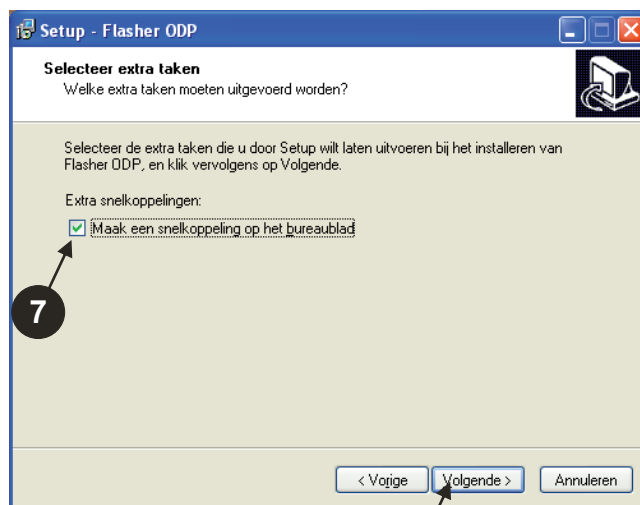 Setup - Flasher ODP
Selecteer extra taken
Welke extra taken moeten uitgevoerd worden?
Selecteer de extra taken die u door Setup wilt laten uitvoeren bij het installeren van
Flasher ODP, en klik vervolgens op Volgende.
Extra snelkoppelingen:
Maak een snelkoppeling op het bureaublad
7
< Vorige Volgende > Annuleren